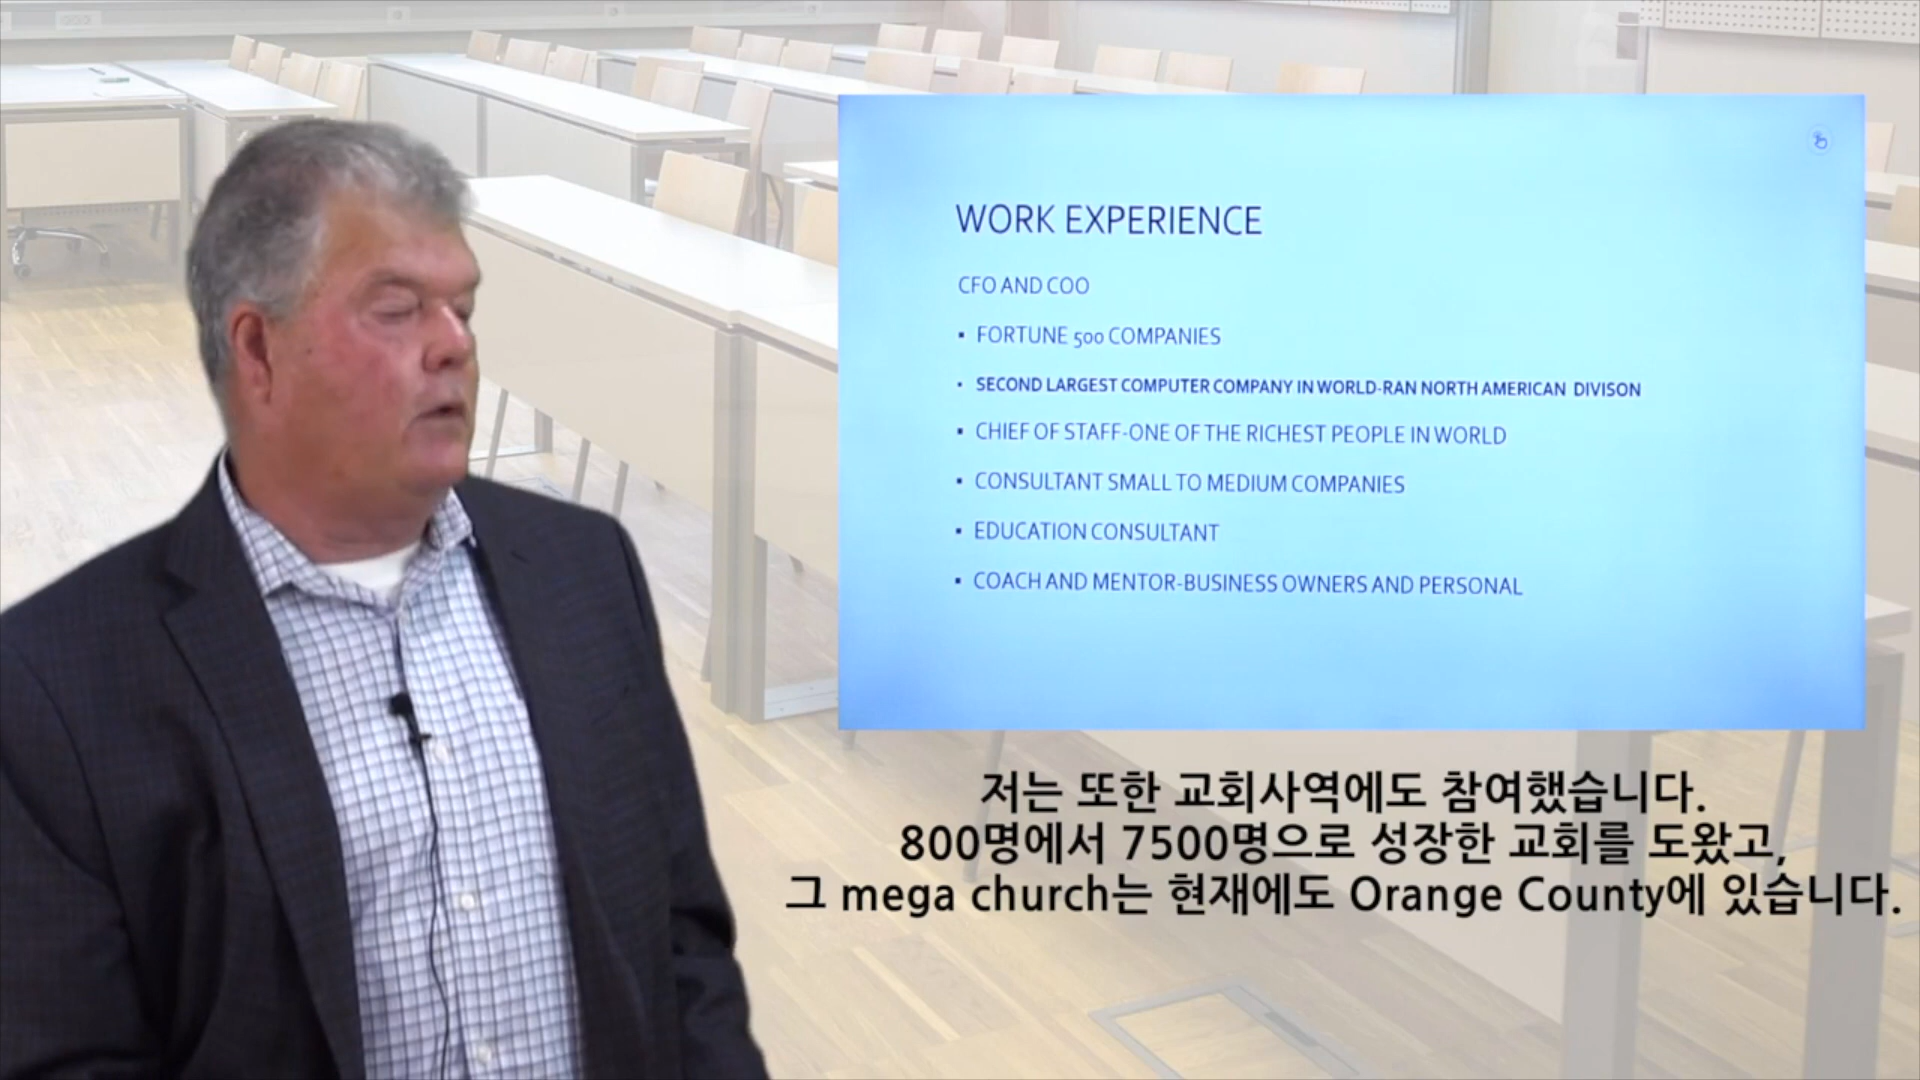 WORK EXPERIENCE
CFO AND COO
▪ FORTUNE 500 COMPANIES
▪ SECOND LARGEST COMPUTER COMPANY IN WORLD-RAN NORTH AMERICAN DIVISON
▪ CHIEF OF STAFF-ONE OF THE RICHEST PEOPLE IN WORLD
▪ CONSULTANT SMALL TO MEDIUM COMPANIES
▪ EDUCATION CONSULTANT
▪ COACH AND MENTOR-BUSINESS OWNERS AND PERSONAL
저는 또한 교회사역에도 참여했습니다.
800명에서 7500명으로 성장한 교회를 도왔고,
그 mega church는 현재에도 Orange County에 있습니다.